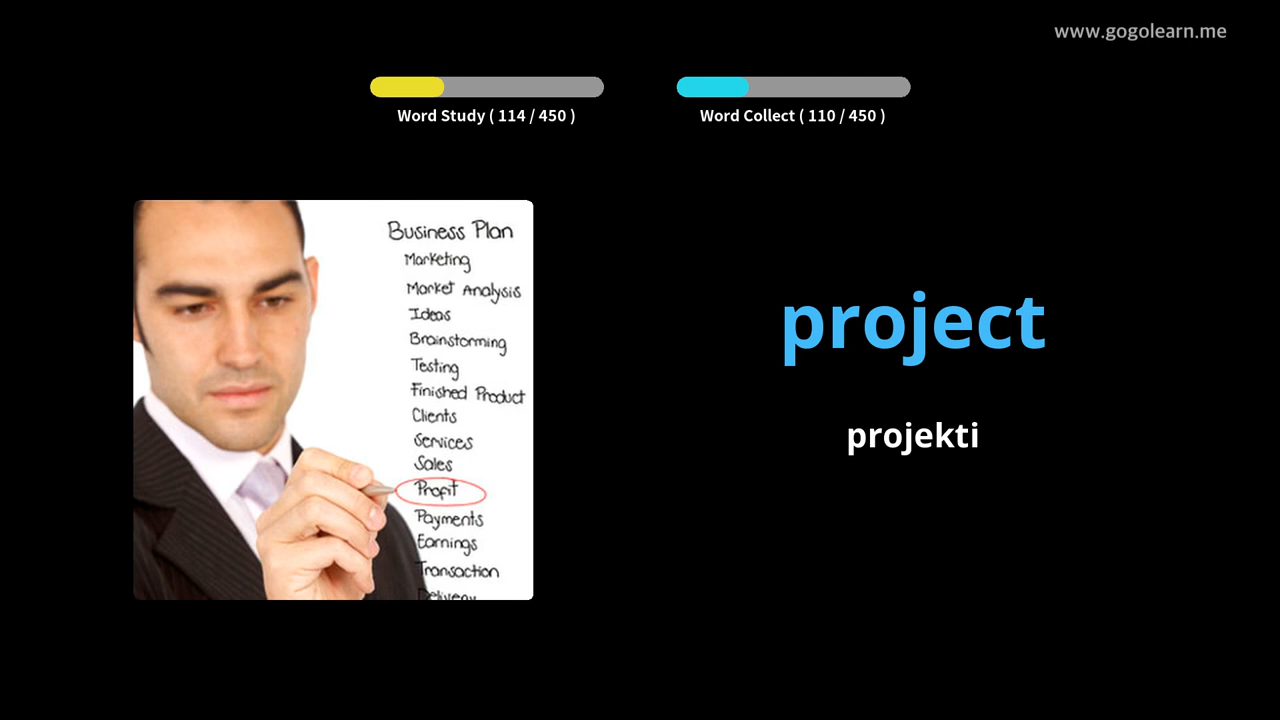 www.gogolearn.me
Word Study ( 114 / 450 )
Word Collect ( 110 / 450 )
Business Plan
Marketing
Market Analysis
Ideas
Brainstorming
Testing
Finished Product
Clients
Services
Sales
Profit
Payments
Earnings
Transaction
Delivery
project
projekti